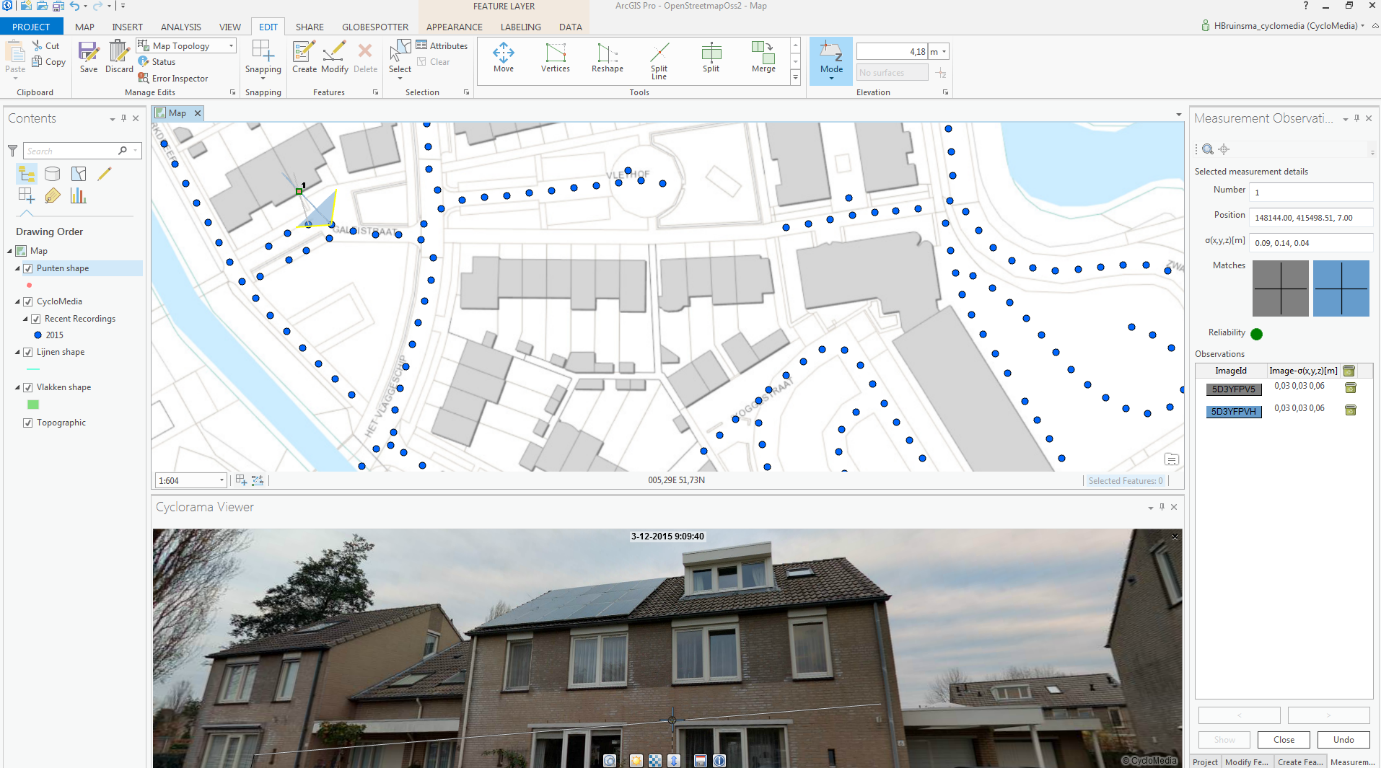 FEATURE LAYER
ArcGIS Pro - OpenStreetmapOss2 - Map
PROJECT MAP INSERT ANALYSIS VIEW EDIT SHARE GLOBESPOTTER APPEARANCE LABELING DATA
HBruinsma_cyclomedia (CycloMedia)
Paste Cut Copy
Clipboard
Save Discard Map Topology Status Error Inspector
Manage Edits
Snapping
Snapping
Create Modify Delete
Features
Select Attributes Clear
Selection
Move Vertices Reshape Split Line Split Merge
Tools
Mode 4,18 m
No surfaces
Elevation
Contents
Search
Drawing Order
Map
Punten shape
CycloMedia
Recent Recordings
2015
Lijnen shape
Vlakken shape
Topographic
Map
VLETHOF
1
HET VLAGGESCHIP
1:604
005,29E 51,73N
Selected Features: 0
Cyclorama Viewer
3-12-2015 9:09:40
© CycloMedia
Measurement Observati...
Selected measurement details
Number 1
Position 148144.00, 415498.51, 7.00
σ(x,y,z)[m] 0.09, 0.14, 0.04
Matches
Reliability
Observations
ImageId Image-σ(x,y,z)[m]
5D3YFPV5 0,03 0,03 0,06
5D3YFPVH 0,03 0,03 0,06
< >
Show Close Undo
Project Modify Fe... Create Fea... Measurem...